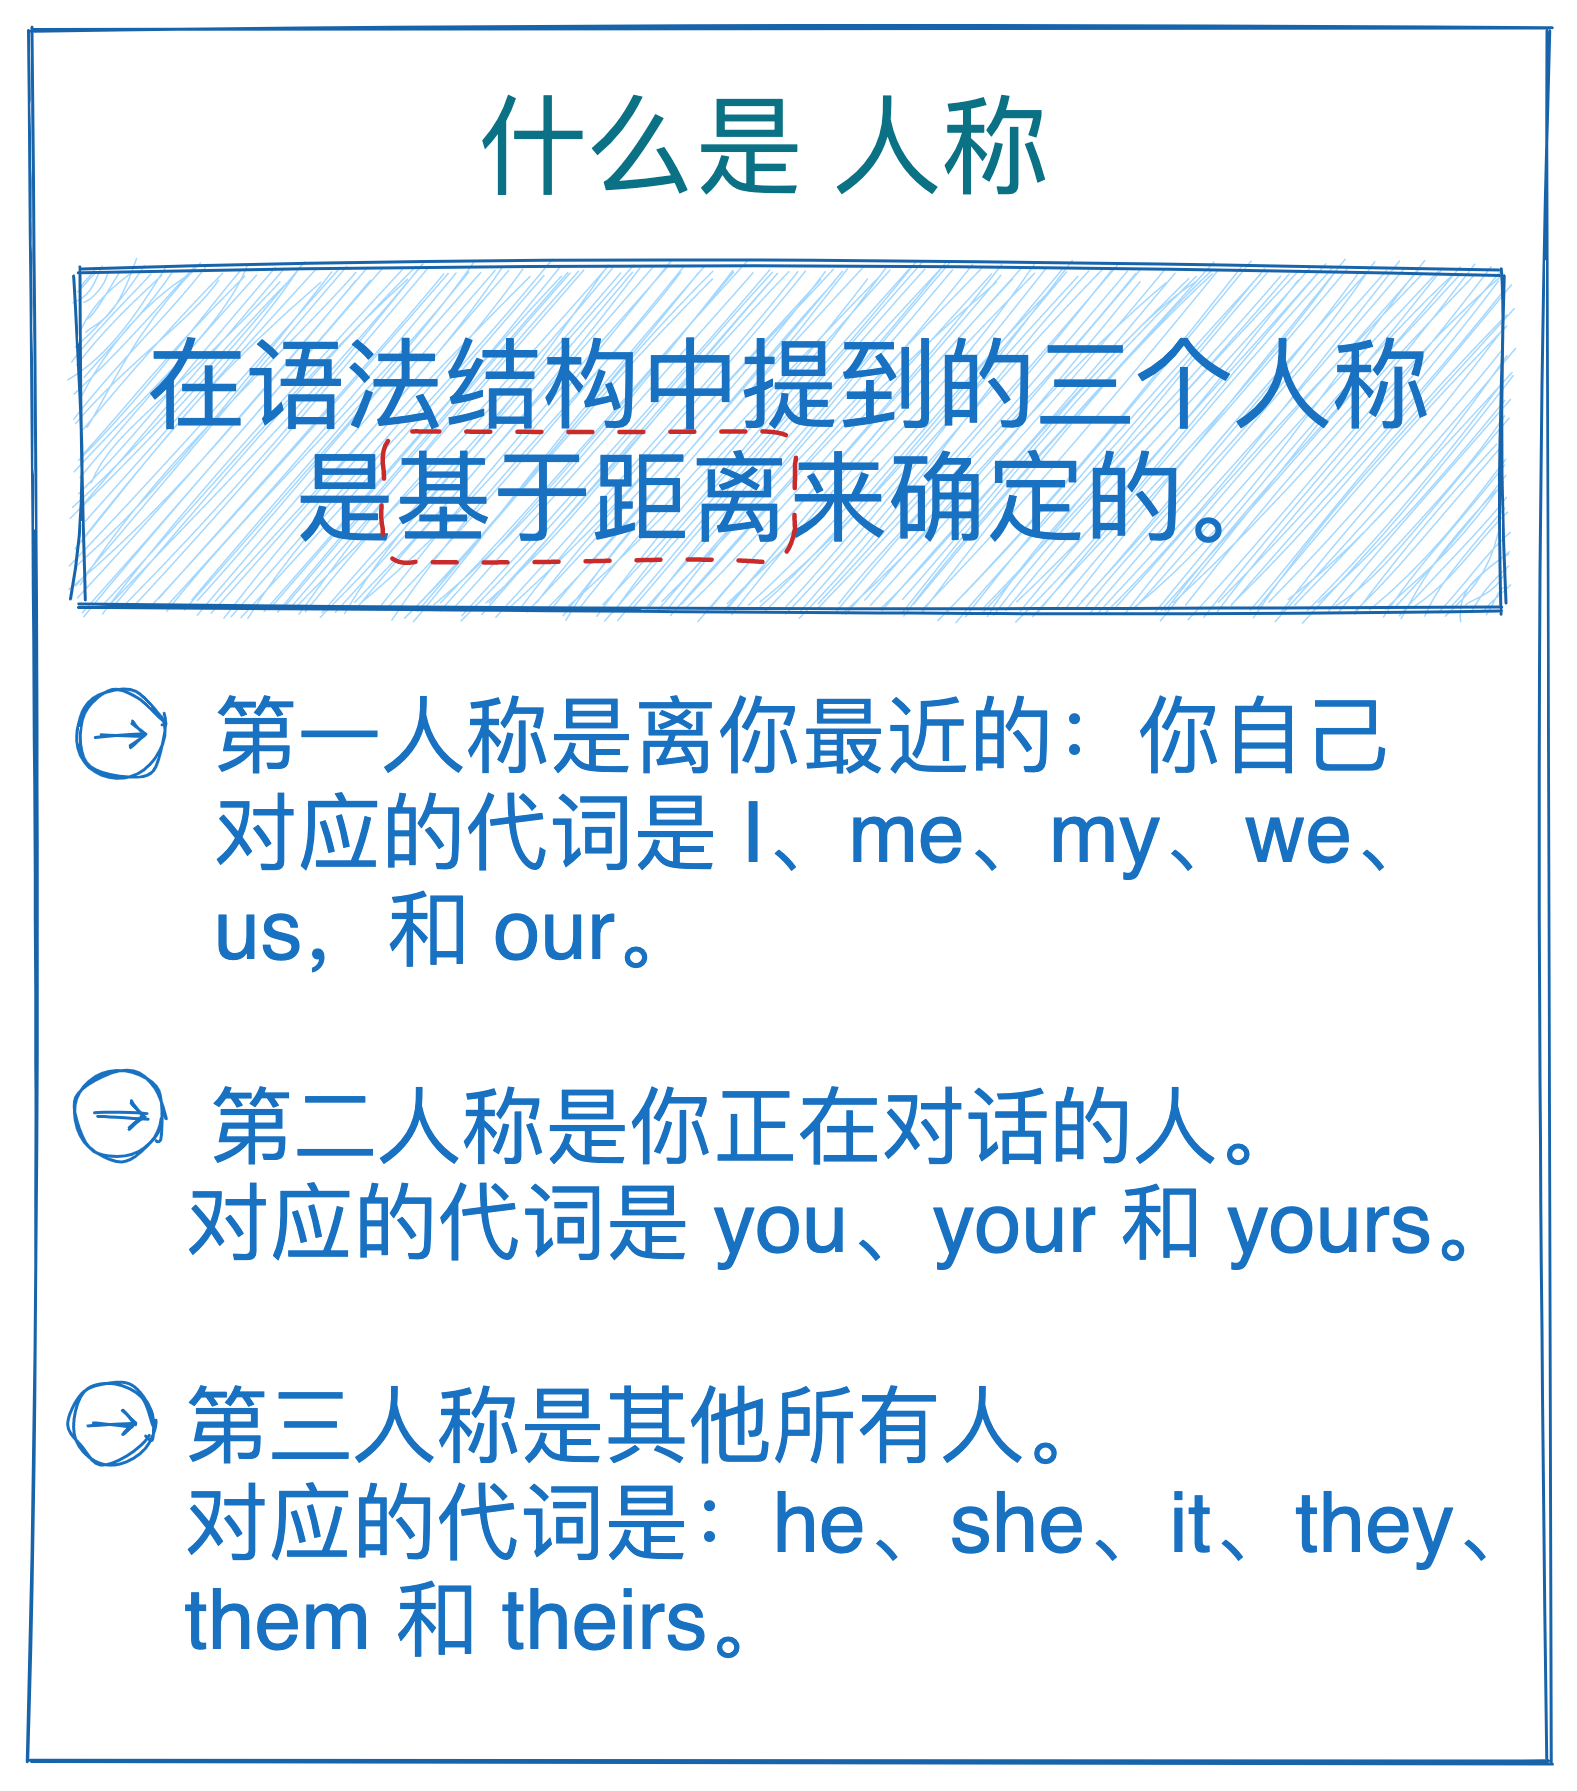 什么是 人称
在语法结构中提到的三个人称
是基于距离来确定的。
第一人称是离你最近的：你自己
对应的代词是 I、me、my、we、
us，和 our。
第二人称是你正在对话的人。
对应的代词是 you、your 和 yours。
第三人称是其他所有人。
对应的代词是：he、she、it、they、
them 和 theirs。